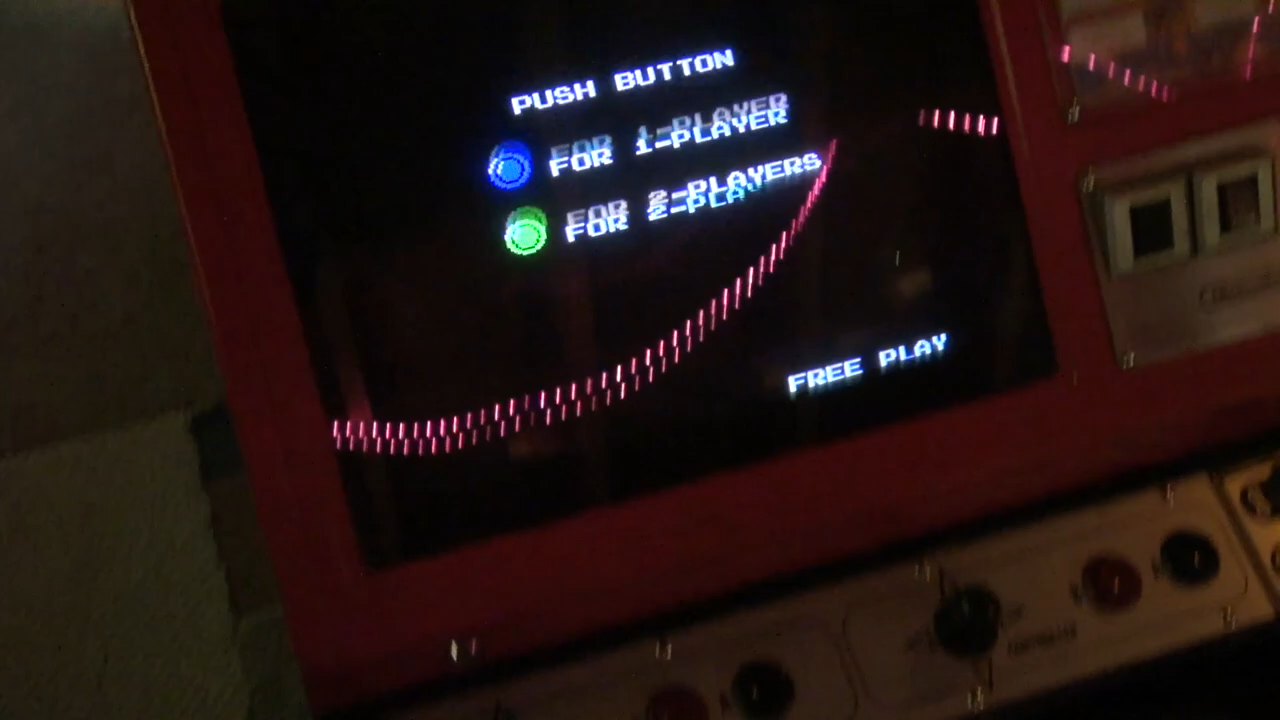 PUSH BUTTON
FOR 1-PLAYER
FOR 2-PLAYERS
FREE PLAY